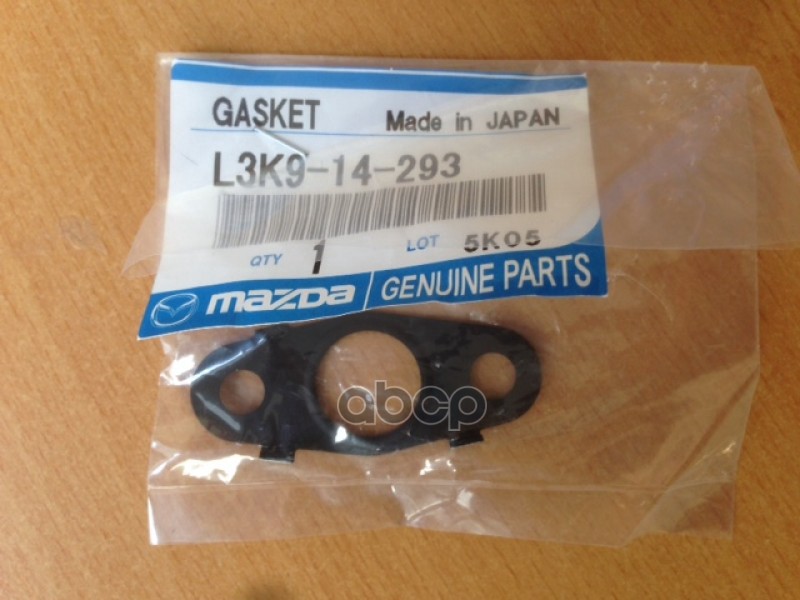 GASKET Made in JAPAN
L3K9-14-293
QTY 1 LOT 5K05
mazda GENUINE PARTS
abcp